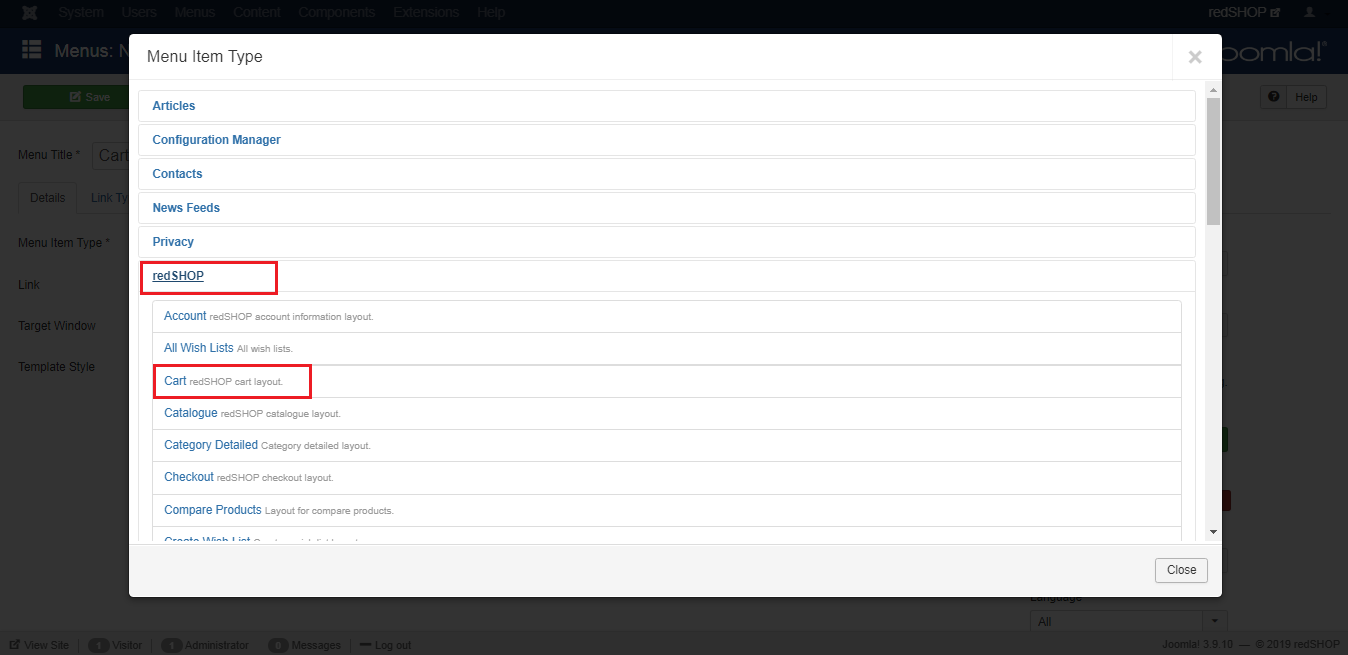 System Users Menus Content Components Extensions Help redSHOP
Menus: N
oomla!®
Menu Item Type ×
Save
Help
Articles
Configuration Manager
Menu Title * Cart
Contacts
Details Link Ty
News Feeds
Menu Item Type *
Privacy
redSHOP
Link
Account redSHOP account information layout.
Target Window
All Wish Lists All wish lists.
Template Style
Cart redSHOP cart layout.
Catalogue redSHOP catalogue layout.
Category Detailed Category detailed layout.
Checkout redSHOP checkout layout.
Compare Products Layout for compare products.
Create Wish List
Close
Language
All
View Site 1 Visitor 1 Administrator 0 Messages Log out Joomla! 3.9.10 — © 2019 redSHOP